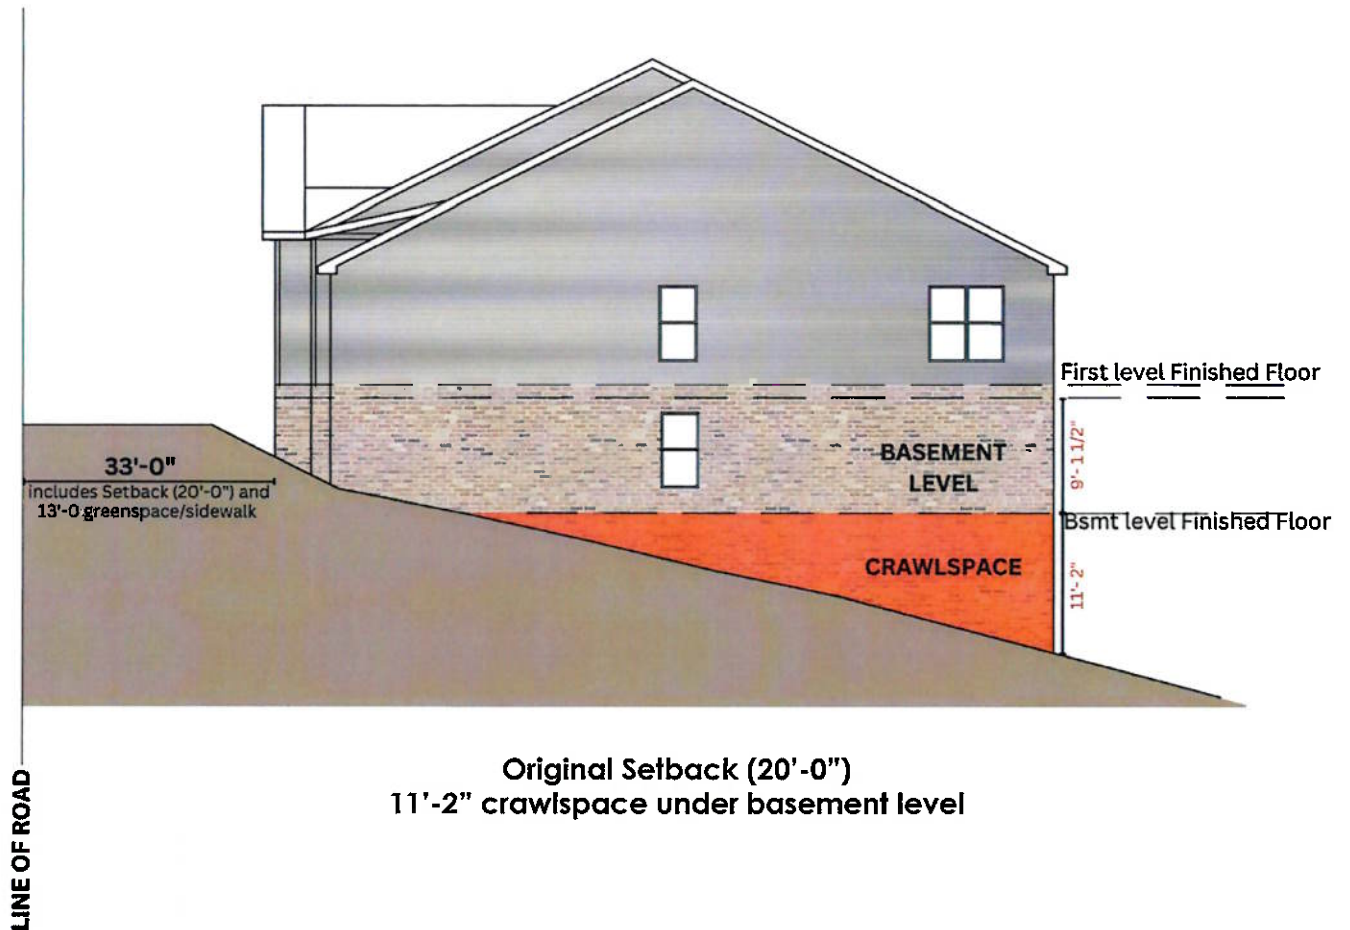 First level Finished Floor
9'-1 1/2"
BASEMENT
LEVEL
33'-0"
includes Setback (20'-0") and
13'-0 greenspace/sidewalk
Bsmt level Finished Floor
CRAWLSPACE
11'-2"
Original Setback (20'-0")
11'-2" crawlspace under basement level
LINE OF ROAD